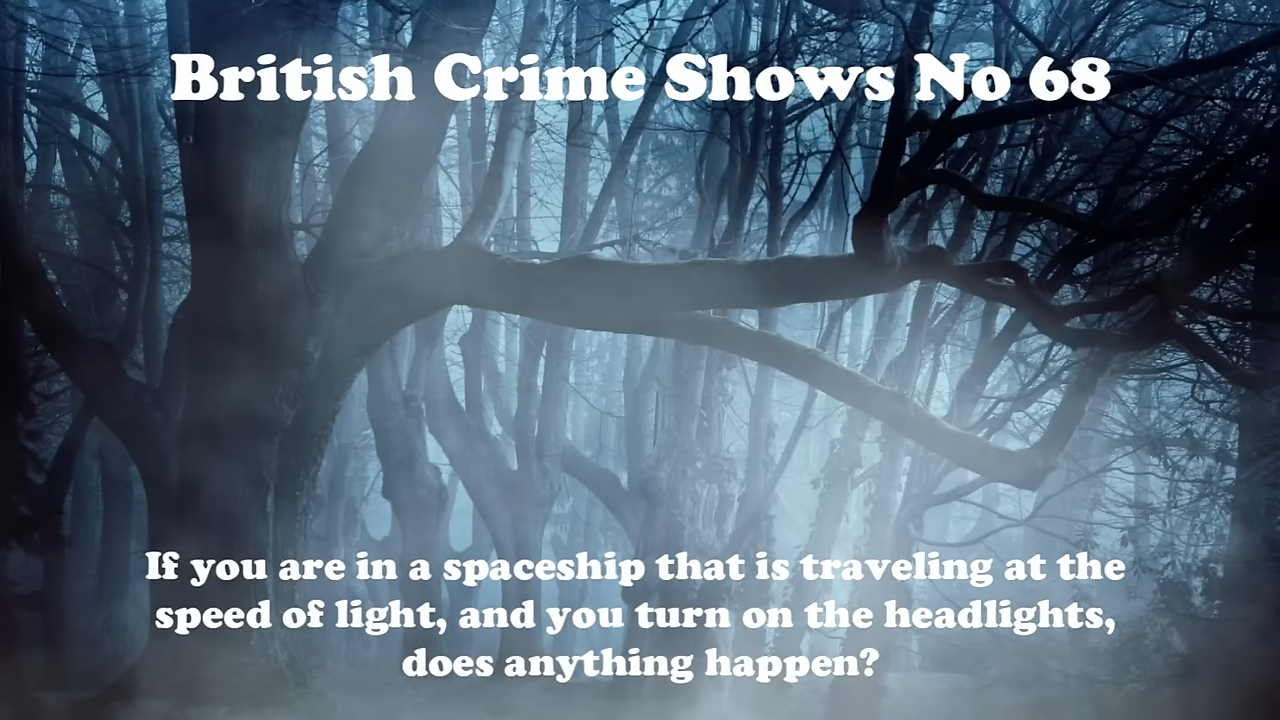 British Crime Shows No 68
If you are in a spaceship that is traveling at the
speed of light, and you turn on the headlights,
does anything happen?